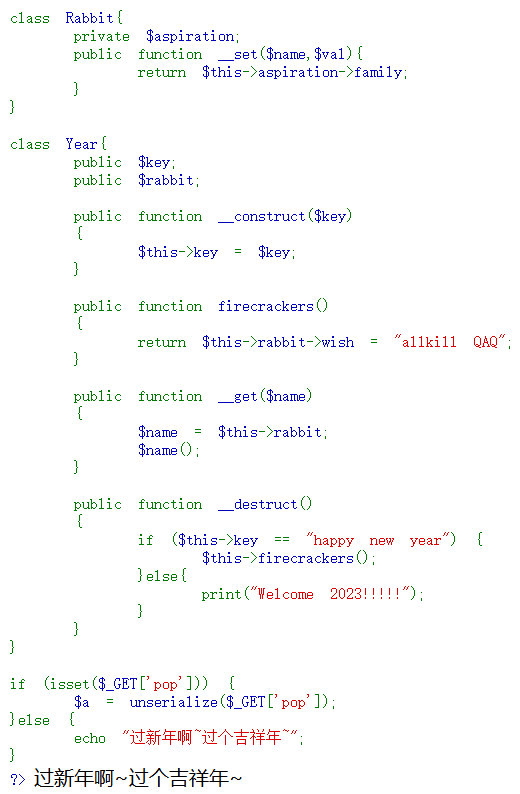 class Rabbit{
private $aspiration;
public function __set($name,$val){
return $this->aspiration->family;
}
}
class Year{
public $key;
public $rabbit;
public function __construct($key)
{
$this->key = $key;
}
public function firecrackers()
{
return $this->rabbit->wish = "allkill QAQ";
}
public function __get($name)
{
$name = $this->rabbit;
$name();
}
public function __destruct()
{
if ($this->key == "happy new year") {
$this->firecrackers();
}else{
print("Welcome 2023!!!!!");
}
}
}
if (isset($_GET['pop'])) {
$a = unserialize($_GET['pop']);
}else {
echo "过新年啊~过个吉祥年~";
}
?> 过新年啊~过个吉祥年~